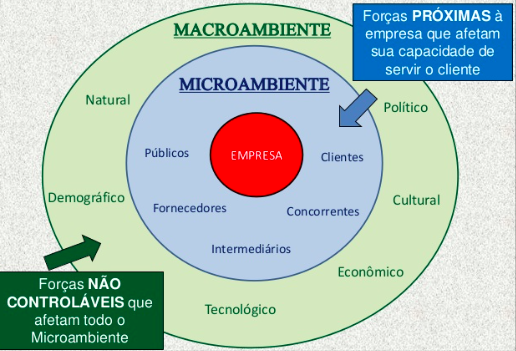 MACROAMBIENTE
Forças PRÓXIMAS à
empresa que afetam
sua capacidade de
servir o cliente
MICROAMBIENTE
Natural
Político
Públicos
EMPRESA
Clientes
Demográfico
Fornecedores
Concorrentes
Cultural
Intermediários
Econômico
Tecnológico
Forças NÃO
CONTROLÁVEIS que
afetam todo o
Microambiente